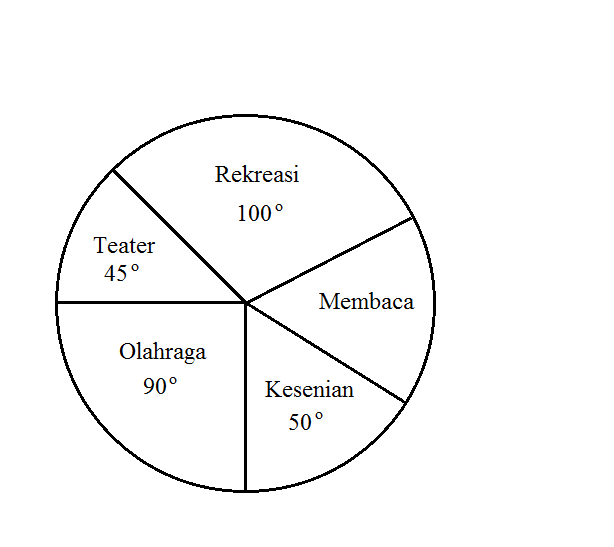 Rekreasi
100°
Teater
45°
Membaca
Olahraga
90°
Kesenian
50°